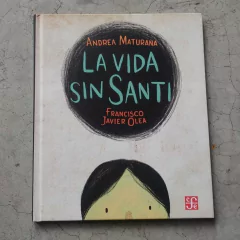 ANDREA MATURANA
LA VIDA
SIN SANTI
FRANCISCO
JAVIER OLEA